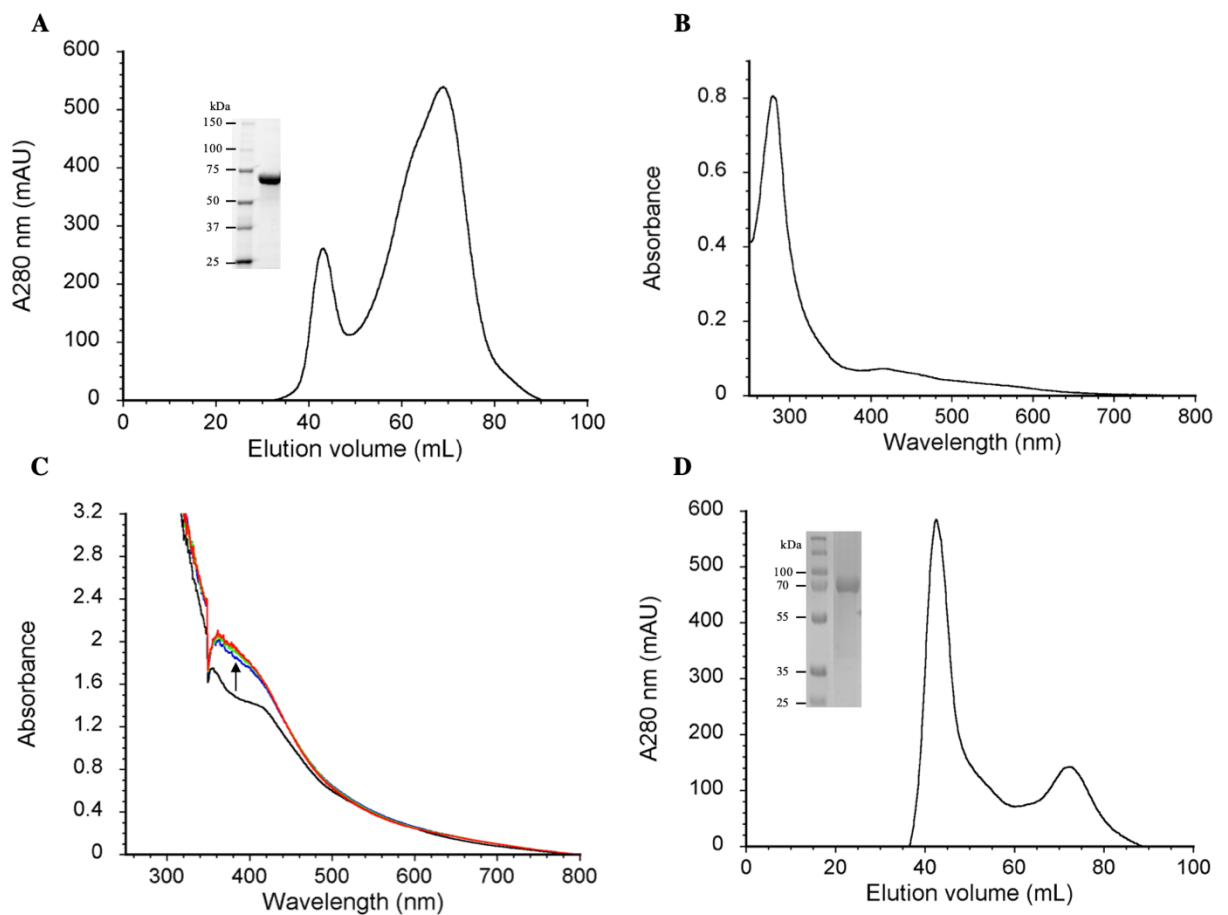 A
600
500
400
300
200
100
0
A280 nm (mAU)
kDa
150
100
75
50
37
25
0 20 40 60 80 100
Elution volume (mL)
B
0.8
0.6
0.4
0.2
0
Absorbance
300 400 500 600 700 800
Wavelength (nm)
C
3.2
2.8
2.4
2
1.6
1.2
0.8
0.4
0
Absorbance
300 400 500 600 700 800
Wavelength (nm)
D
600
500
400
300
200
100
0
A280 nm (mAU)
kDa
100
70
55
35
25
0 20 40 60 80 100
Elution volume (mL)